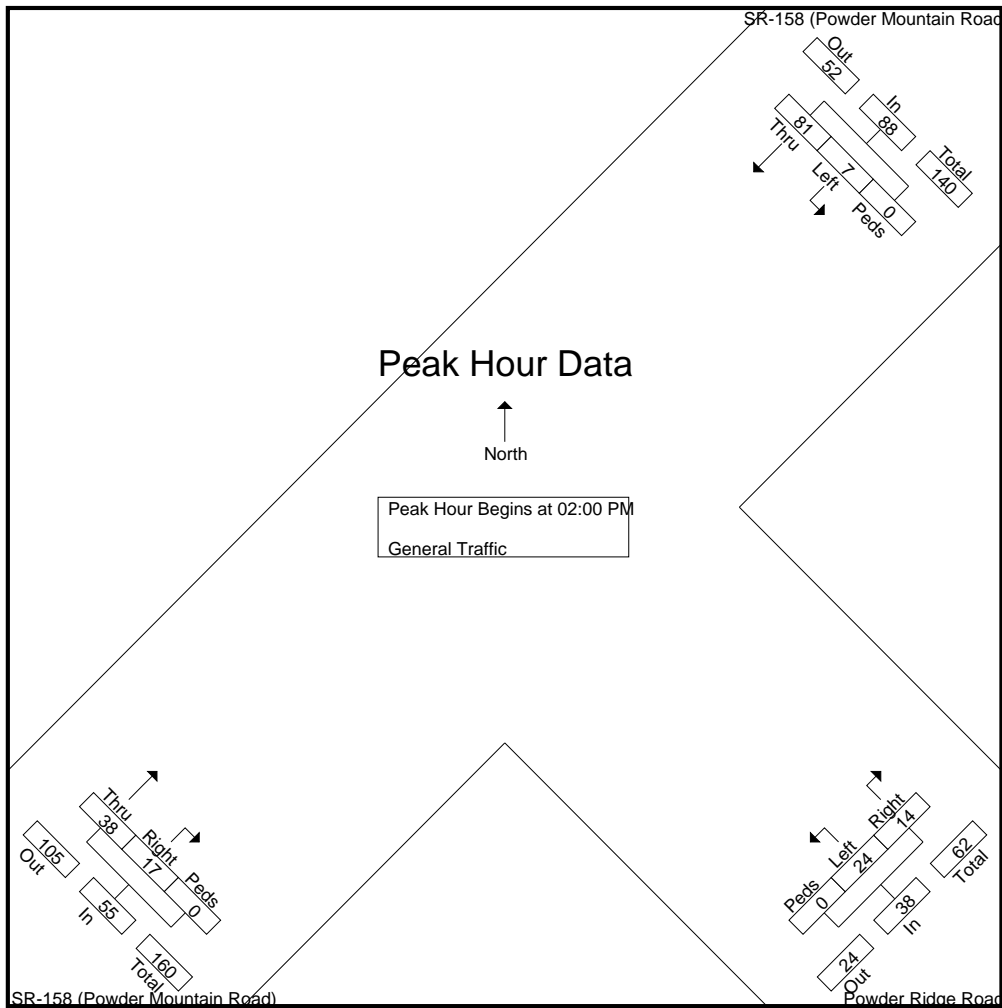 SR-158 (Powder Mountain Road
Out
52
In
88
Total
140
81
7
0
Thru
Left
Peds
Peak Hour Data
North
Peak Hour Begins at 02:00 PM
General Traffic
Thru
Right
Peds
38
17
0
105
Out
55
In
160
Total
Right
Left
Peds
14
24
0
62
Total
38
In
24
Out
SR-158 (Powder Mountain Road)
Powder Ridge Road